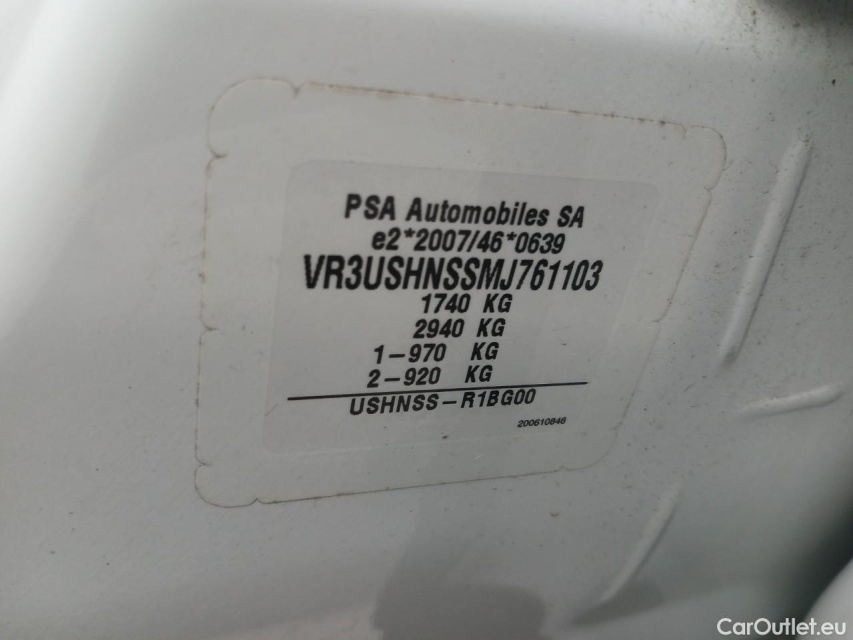 PSA Automobiles SA
e2*2007/46*0639
VR3USHNSSMJ761103
1740 KG
2940 KG
1-970 KG
2-920 KG
USHNSS-R1BG00
200610846
CarOutlet.eu